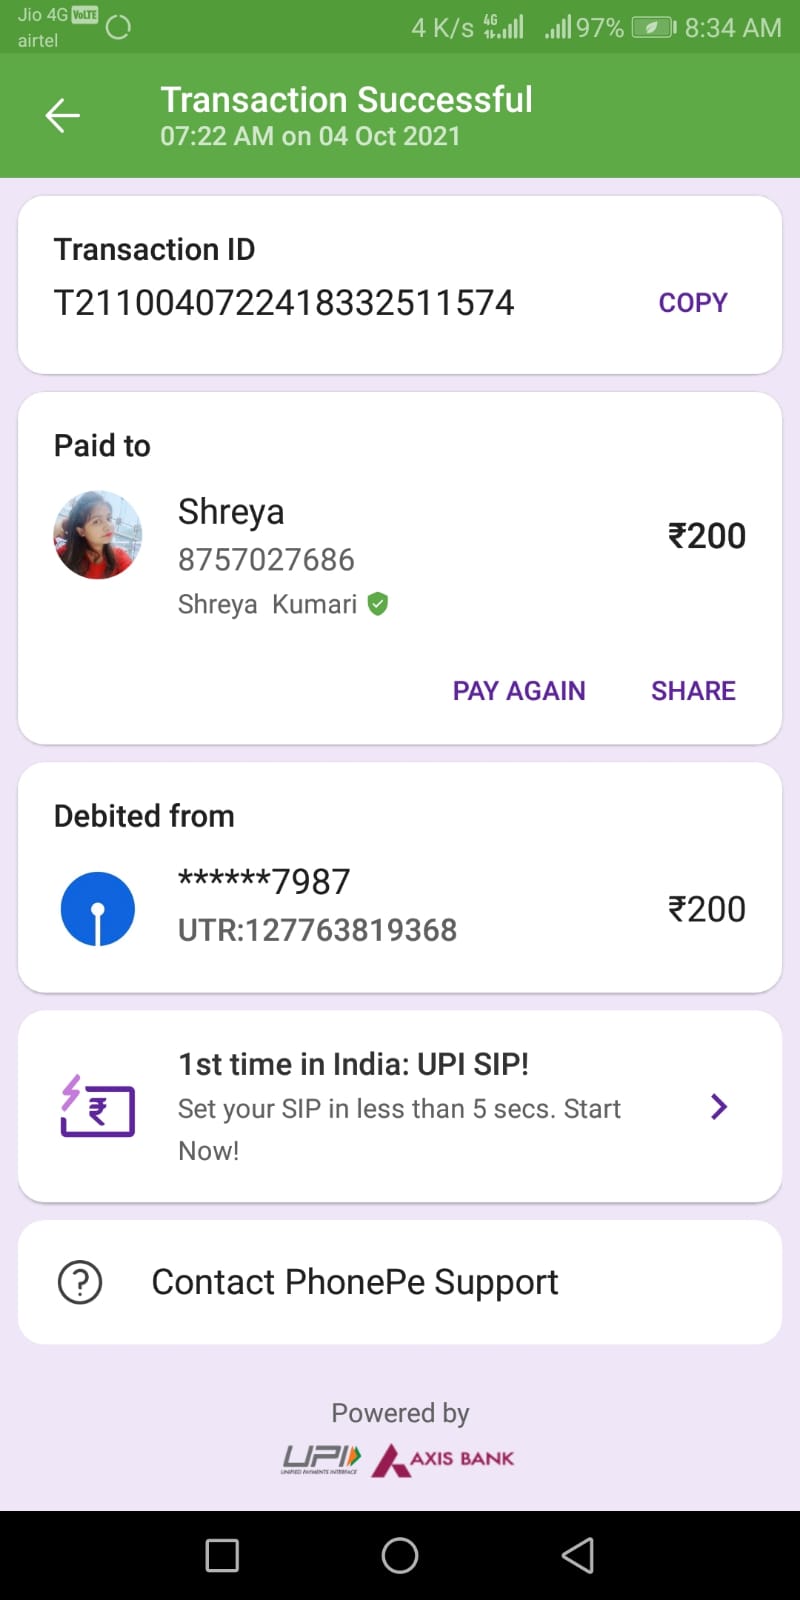 Jio 4G VoLTE
airtel
4 K/s 4G 97% 8:34 AM
Transaction Successful
07:22 AM on 04 Oct 2021
Transaction ID
T2110040722418332511574 COPY
Paid to
Shreya
8757027686
₹200
Shreya Kumari
PAY AGAIN SHARE
Debited from
******7987
UTR:127763819368
₹200
1st time in India: UPI SIP!
Set your SIP in less than 5 secs. Start
Now!
Contact PhonePe Support
Powered by
UPI AXIS BANK
UNIFIED PAYMENTS INTERFACE